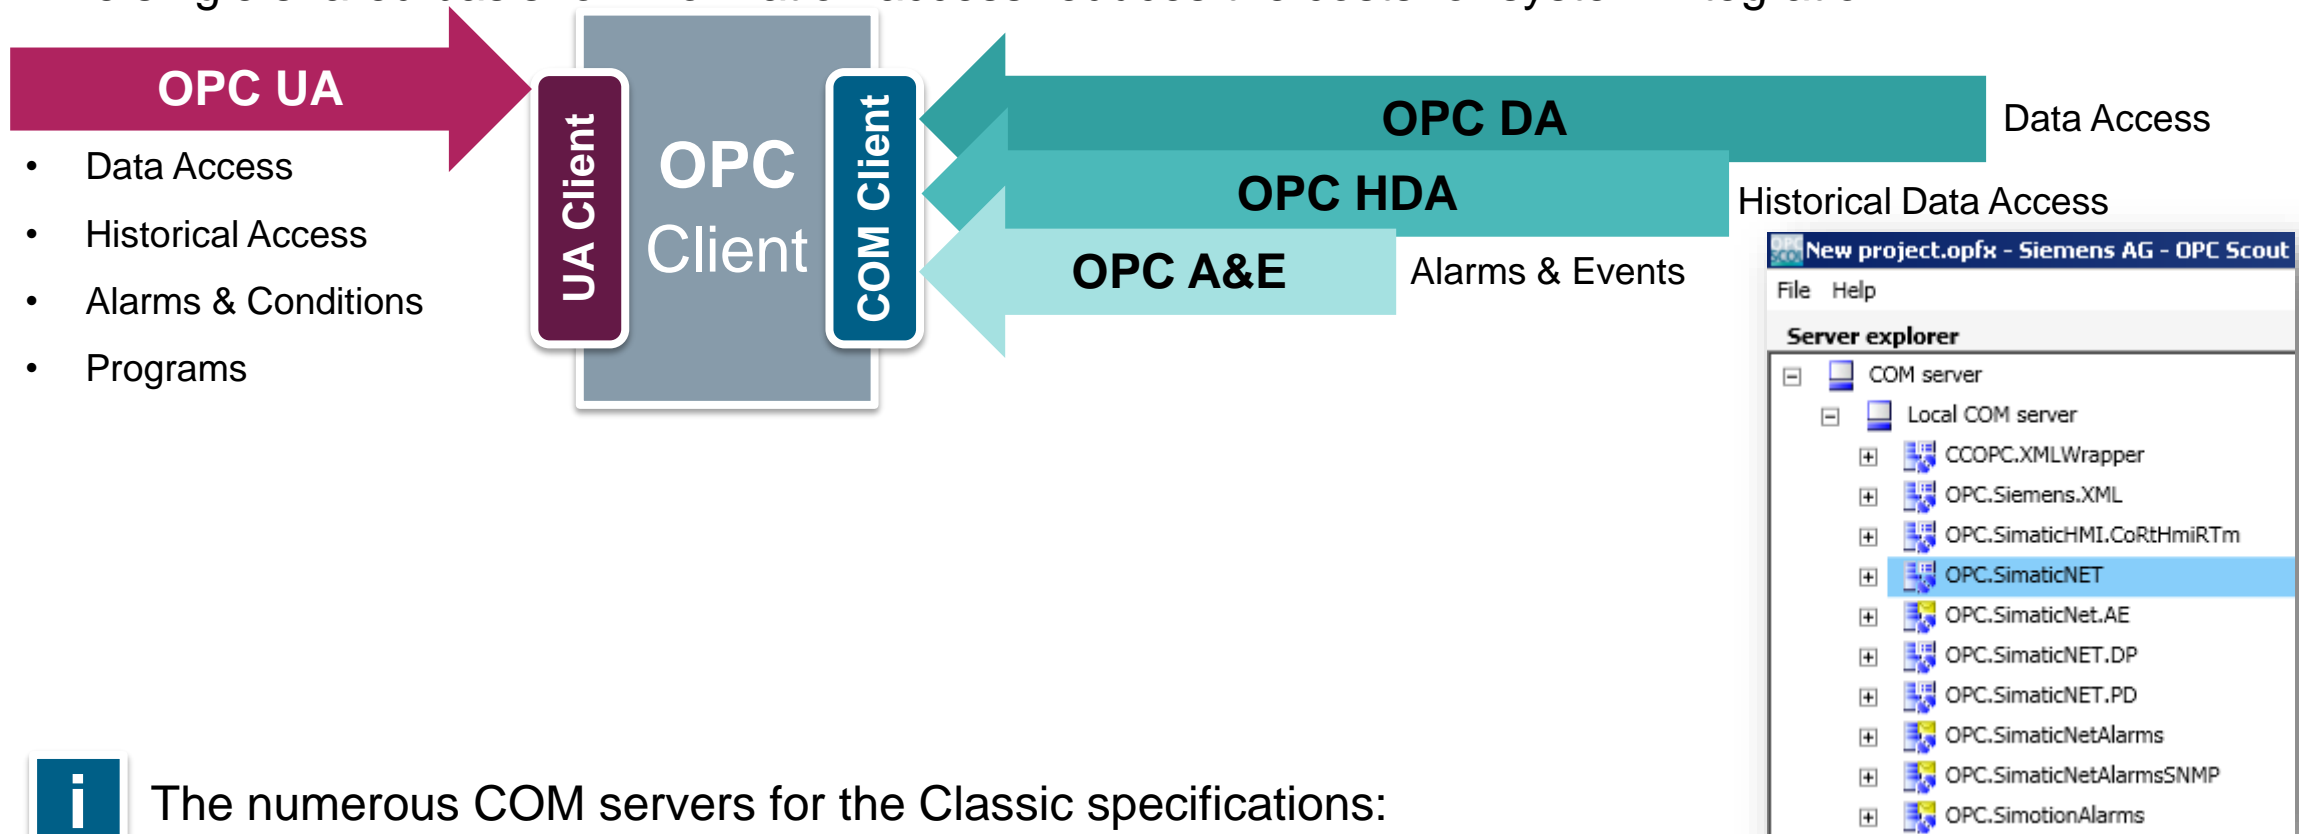 OPC UA
• Data Access
• Historical Access
• Alarms & Conditions
• Programs
UA Client
OPC
Client
COM Client
OPC DA
Data Access
OPC HDA
Historical Data Access
OPC A&E
Alarms & Events
New project.opfx - Siemens AG - OPC Scout
File Help
Server explorer
COM server
Local COM server
CCOPC.XMLWrapper
OPC.Siemens.XML
OPC.SimaticHMI.CoRtHmiRTm
OPC.SimaticNET
OPC.SimaticNet.AE
OPC.SimaticNET.DP
OPC.SimaticNET.PD
OPC.SimaticNetAlarms
OPC.SimaticNetAlarmsSNMP
OPC.SimotionAlarms
i
The numerous COM servers for the Classic specifications: